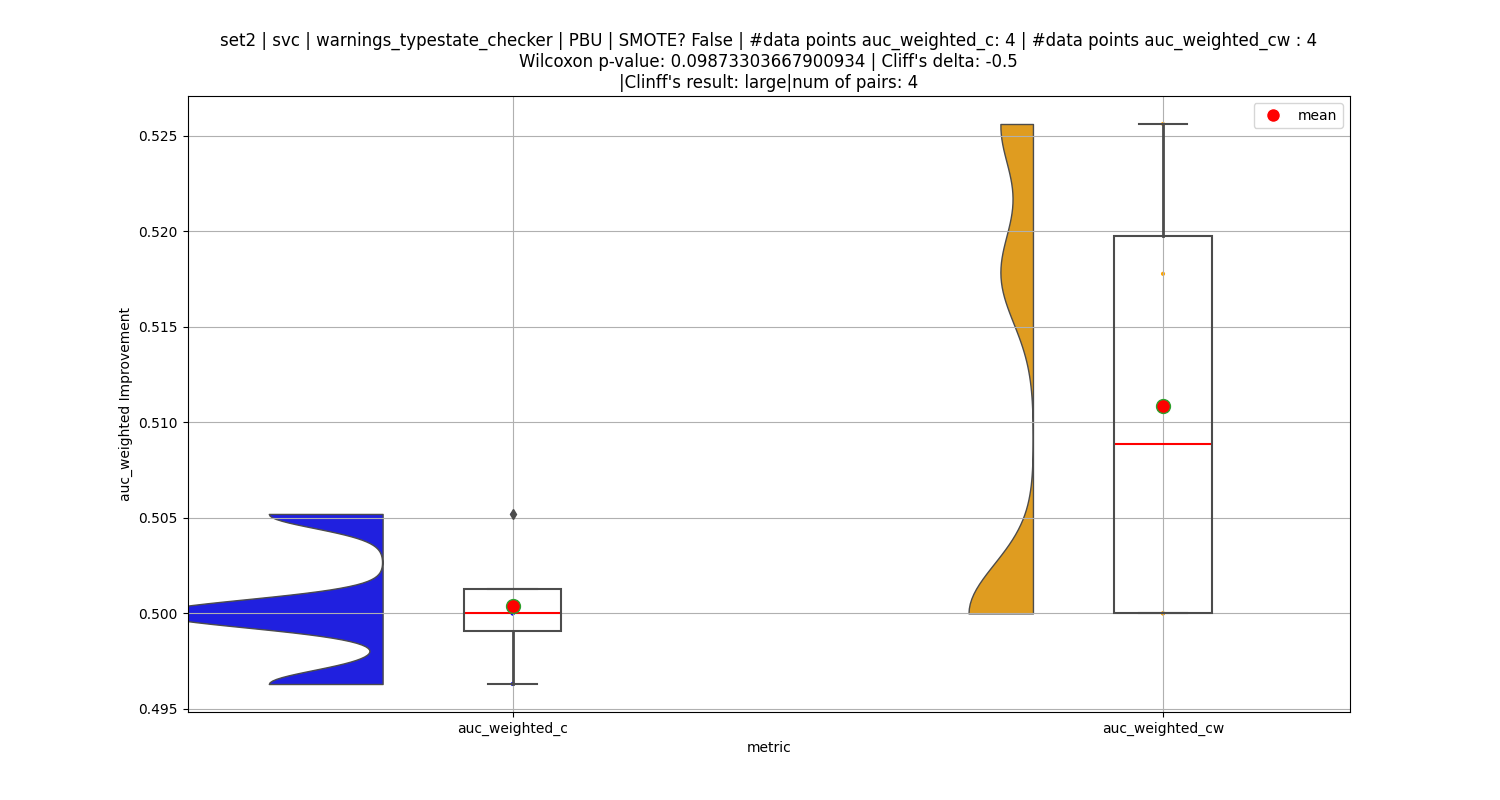 set2 | svc | warnings_typestate_checker | PBU | SMOTE? False | #data points auc_weighted_c: 4 | #data points auc_weighted_cw : 4
Wilcoxon p-value: 0.09873303667900934 | Cliff's delta: -0.5
|Clinff's result: large|num of pairs: 4
mean
0.525
0.520
0.515
0.510
0.505
0.500
0.495
auc_weighted Improvement
auc_weighted_c
auc_weighted_cw
metric